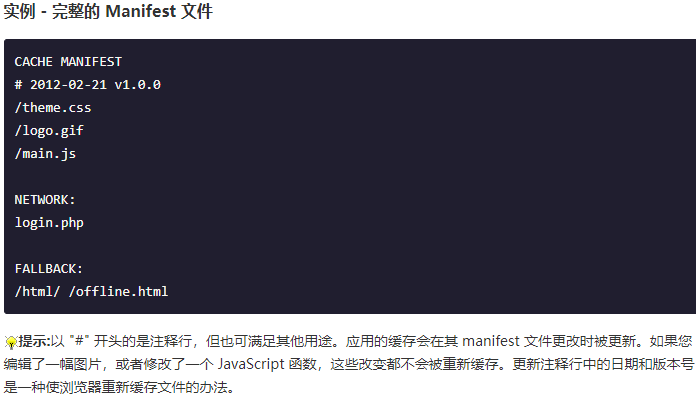 实例 - 完整的 Manifest 文件
CACHE MANIFEST
# 2012-02-21 v1.0.0
/theme.css
/logo.gif
/main.js
NETWORK:
login.php
FALLBACK:
/html/ /offline.html
提示:以 "#" 开头的是注释行，但也可满足其他用途。应用的缓存会在其 manifest 文件更改时被更新。如果您
编辑了一幅图片，或者修改了一个 JavaScript 函数，这些改变都不会被重新缓存。更新注释行中的日期和版本号
是一种使浏览器重新缓存文件的办法。